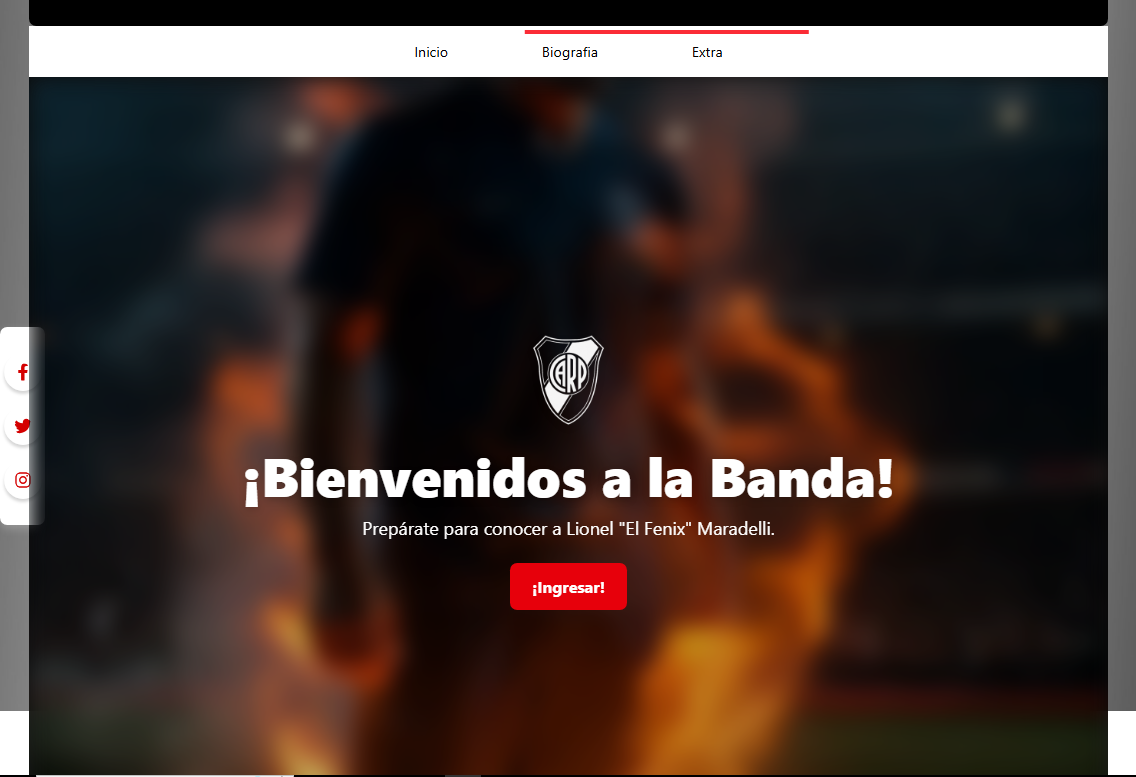 Inicio Biografia Extra
CARP
¡Bienvenidos a la Banda!
Prepárate para conocer a Lionel "El Fenix" Maradelli.
¡Ingresar!